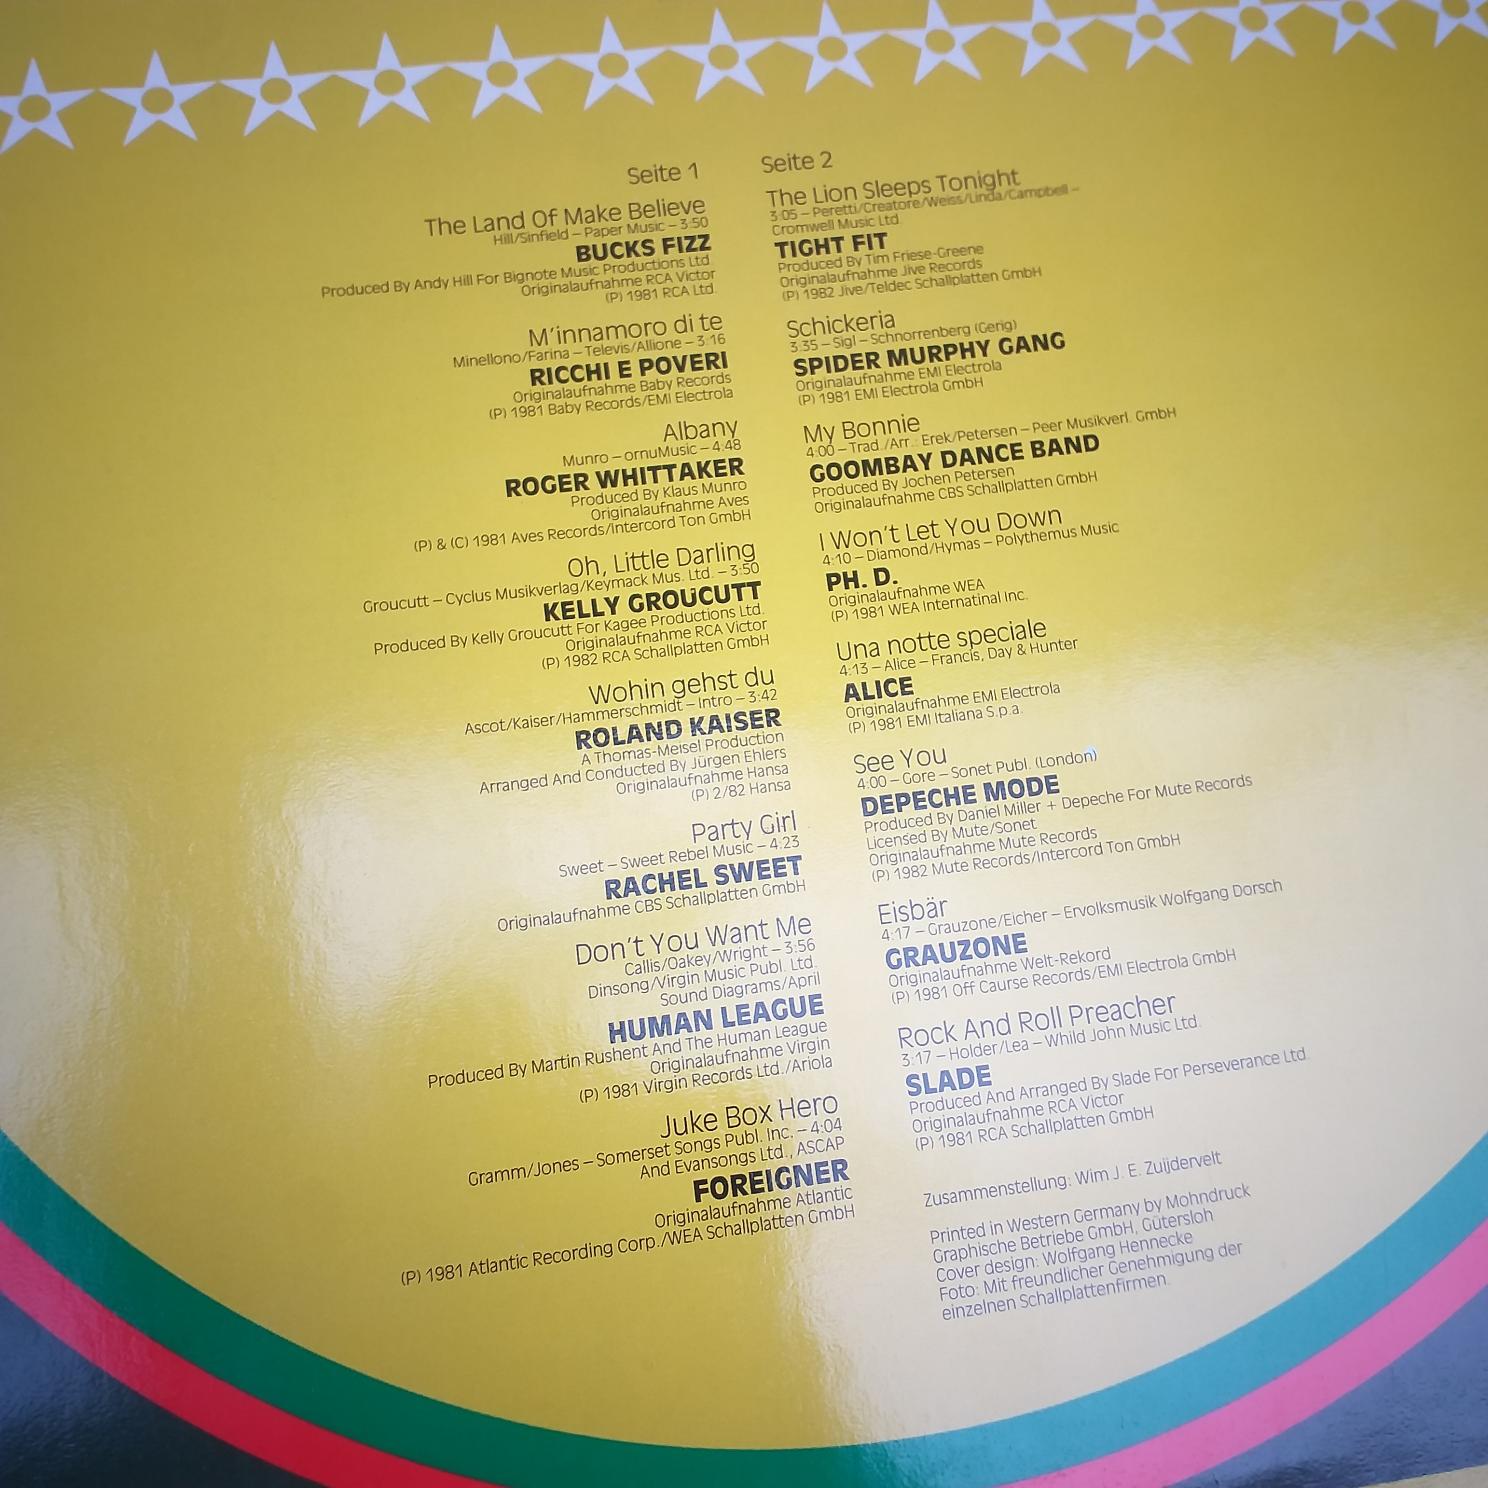 Seite 1
The Land Of Make Believe
Hill/Sinfield – Paper Music – 3:50
BUCKS FIZZ
Produced By Andy Hill For Bignote Music Productions Ltd.
Originalaufnahme RCA Victor
(P) 1981 RCA Ltd.
M'innamoro di te
Minellono/Farina – Televis/Allione – 3:16
RICCHI E POVERI
Originalaufnahme Baby Records
(P) 1981 Baby Records/EMI Electrola
Albany
Munro – ornuMusic – 4:48
ROGER WHITTAKER
Produced By Klaus Munro
Originalaufnahme Aves
(P) & (C) 1981 Aves Records/Intercord Ton GmbH
Oh, Little Darling
Groucutt – Cyclus Musikverlag/Keymack Mus. Ltd. – 3:50
KELLY GROUCUTT
Produced By Kelly Groucutt For Kagee Productions Ltd.
Originalaufnahme RCA Victor
(P) 1982 RCA Schallplatten GmbH
Wohin gehst du
Ascot/Kaiser/Hammerschmidt – Intro – 3:42
ROLAND KAISER
A Thomas-Meisel Production
Arranged And Conducted By Jürgen Ehlers
Originalaufnahme Hansa
(P) 2/82 Hansa
Party Girl
Sweet – Sweet Rebel Music – 4:23
RACHEL SWEET
Originalaufnahme CBS Schallplatten GmbH
Don't You Want Me
Callis/Oakey/Wright – 3:56
Dinsong/Virgin Music Publ. Ltd.
Sound Diagrams/April
HUMAN LEAGUE
Produced By Martin Rushent And The Human League
Originalaufnahme Virgin
(P) 1981 Virgin Records Ltd./Ariola
Juke Box Hero
Gramm/Jones – Somerset Songs Publ. Inc. – 4:04
And Evansongs Ltd., ASCAP
FOREIGNER
Originalaufnahme Atlantic
(P) 1981 Atlantic Recording Corp./WEA Schallplatten GmbH
Seite 2
The Lion Sleeps Tonight
3:05 – Peretti/Creatore/Weiss/Linda/Campbell –
Cromwell Music Ltd.
TIGHT FIT
Produced By Tim Friese-Greene
Originalaufnahme Jive Records
(P) 1982 Jive/Teldec Schallplatten GmbH
Schickeria
3:35 – Sigl – Schnorrenberg (Gerig)
SPIDER MURPHY GANG
Originalaufnahme EMI Electrola
(P) 1981 EMI Electrola GmbH
My Bonnie
4:00 – Trad./Arr.: Erek/Petersen – Peer Musikverl. GmbH
GOOMBAY DANCE BAND
Produced By Jochen Petersen
Originalaufnahme CBS Schallplatten GmbH
I Won't Let You Down
4:10 – Diamond/Hymas – Polythemus Music
PH. D.
Originalaufnahme WEA
(P) 1981 WEA Internatinal Inc.
Una notte speciale
4:13 – Alice – Francis, Day & Hunter
ALICE
Originalaufnahme EMI Electrola
(P) 1981 EMI Italiana S.p.a.
See You
4:00 – Gore – Sonet Publ. (London)
DEPECHE MODE
Produced By Daniel Miller + Depeche For Mute Records
Licensed By Mute/Sonet
Originalaufnahme Mute Records
(P) 1982 Mute Records/Intercord Ton GmbH
Eisbär
4:17 – Grauzone/Eicher – Ervolksmusik Wolfgang Dorsch
GRAUZONE
Originalaufnahme Welt-Rekord
(P) 1981 Off Caurse Records/EMI Electrola GmbH
Rock And Roll Preacher
3:17 – Holder/Lea – Whild John Music Ltd.
SLADE
Produced And Arranged By Slade For Perseverance Ltd.
Originalaufnahme RCA Victor
(P) 1981 RCA Schallplatten GmbH
Zusammenstellung: Wim J. E. Zuijdervelt
Printed in Western Germany by Mohndruck
Graphische Betriebe GmbH, Gütersloh
Cover design: Wolfgang Hennecke
Foto: Mit freundlicher Genehmigung der
einzelnen Schallplattenfirmen.